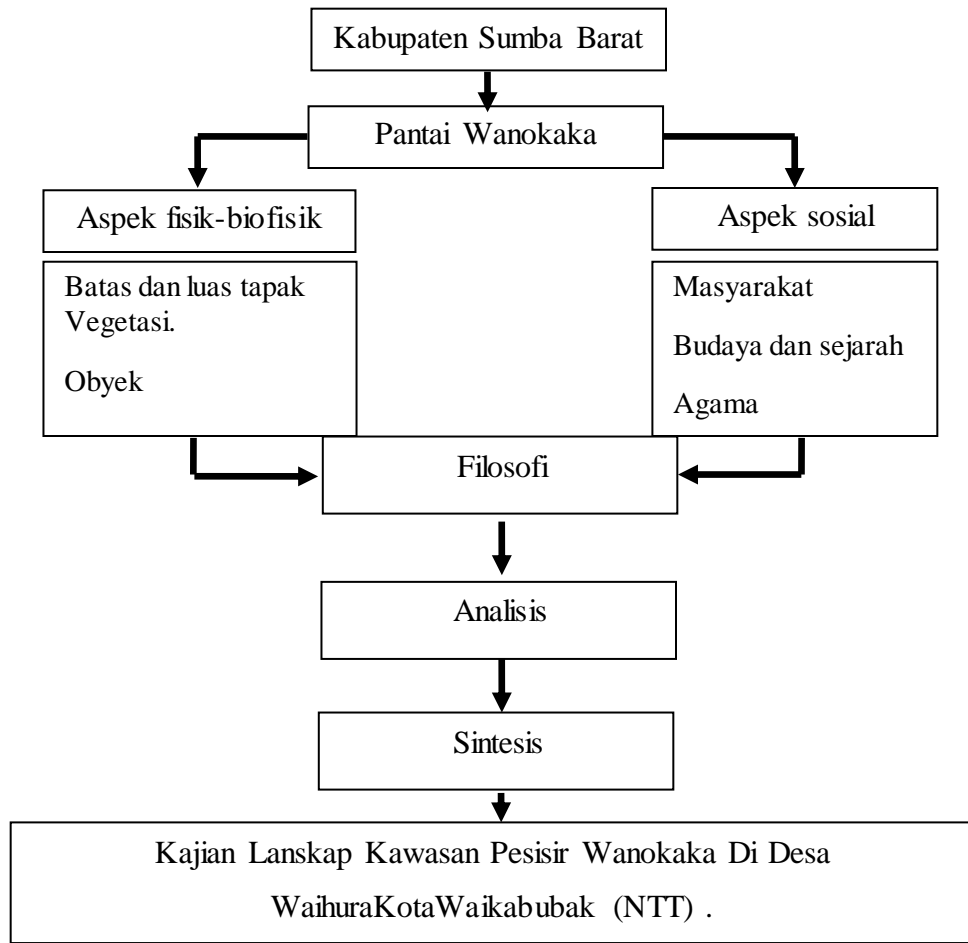 Kabupaten Sumba Barat
Pantai Wanokaka
Aspek fisik-biofisik
Aspek sosial
Batas dan luas tapak
Vegetasi.
Obyek
Masyarakat
Budaya dan sejarah
Agama
Filosofi
Analisis
Sintesis
Kajian Lanskap Kawasan Pesisir Wanokaka Di Desa
WaihuraKotaWaikabubak (NTT) .